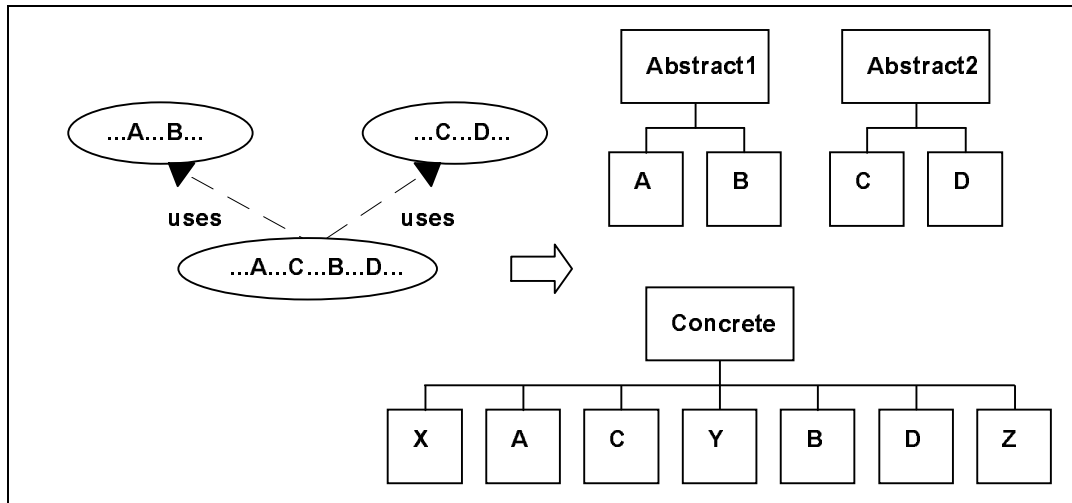 ...A...B...
...C...D...
uses
uses
...A...C...B...D...
Abstract1
Abstract2
A
B
C
D
Concrete
X
A
C
Y
B
D
Z